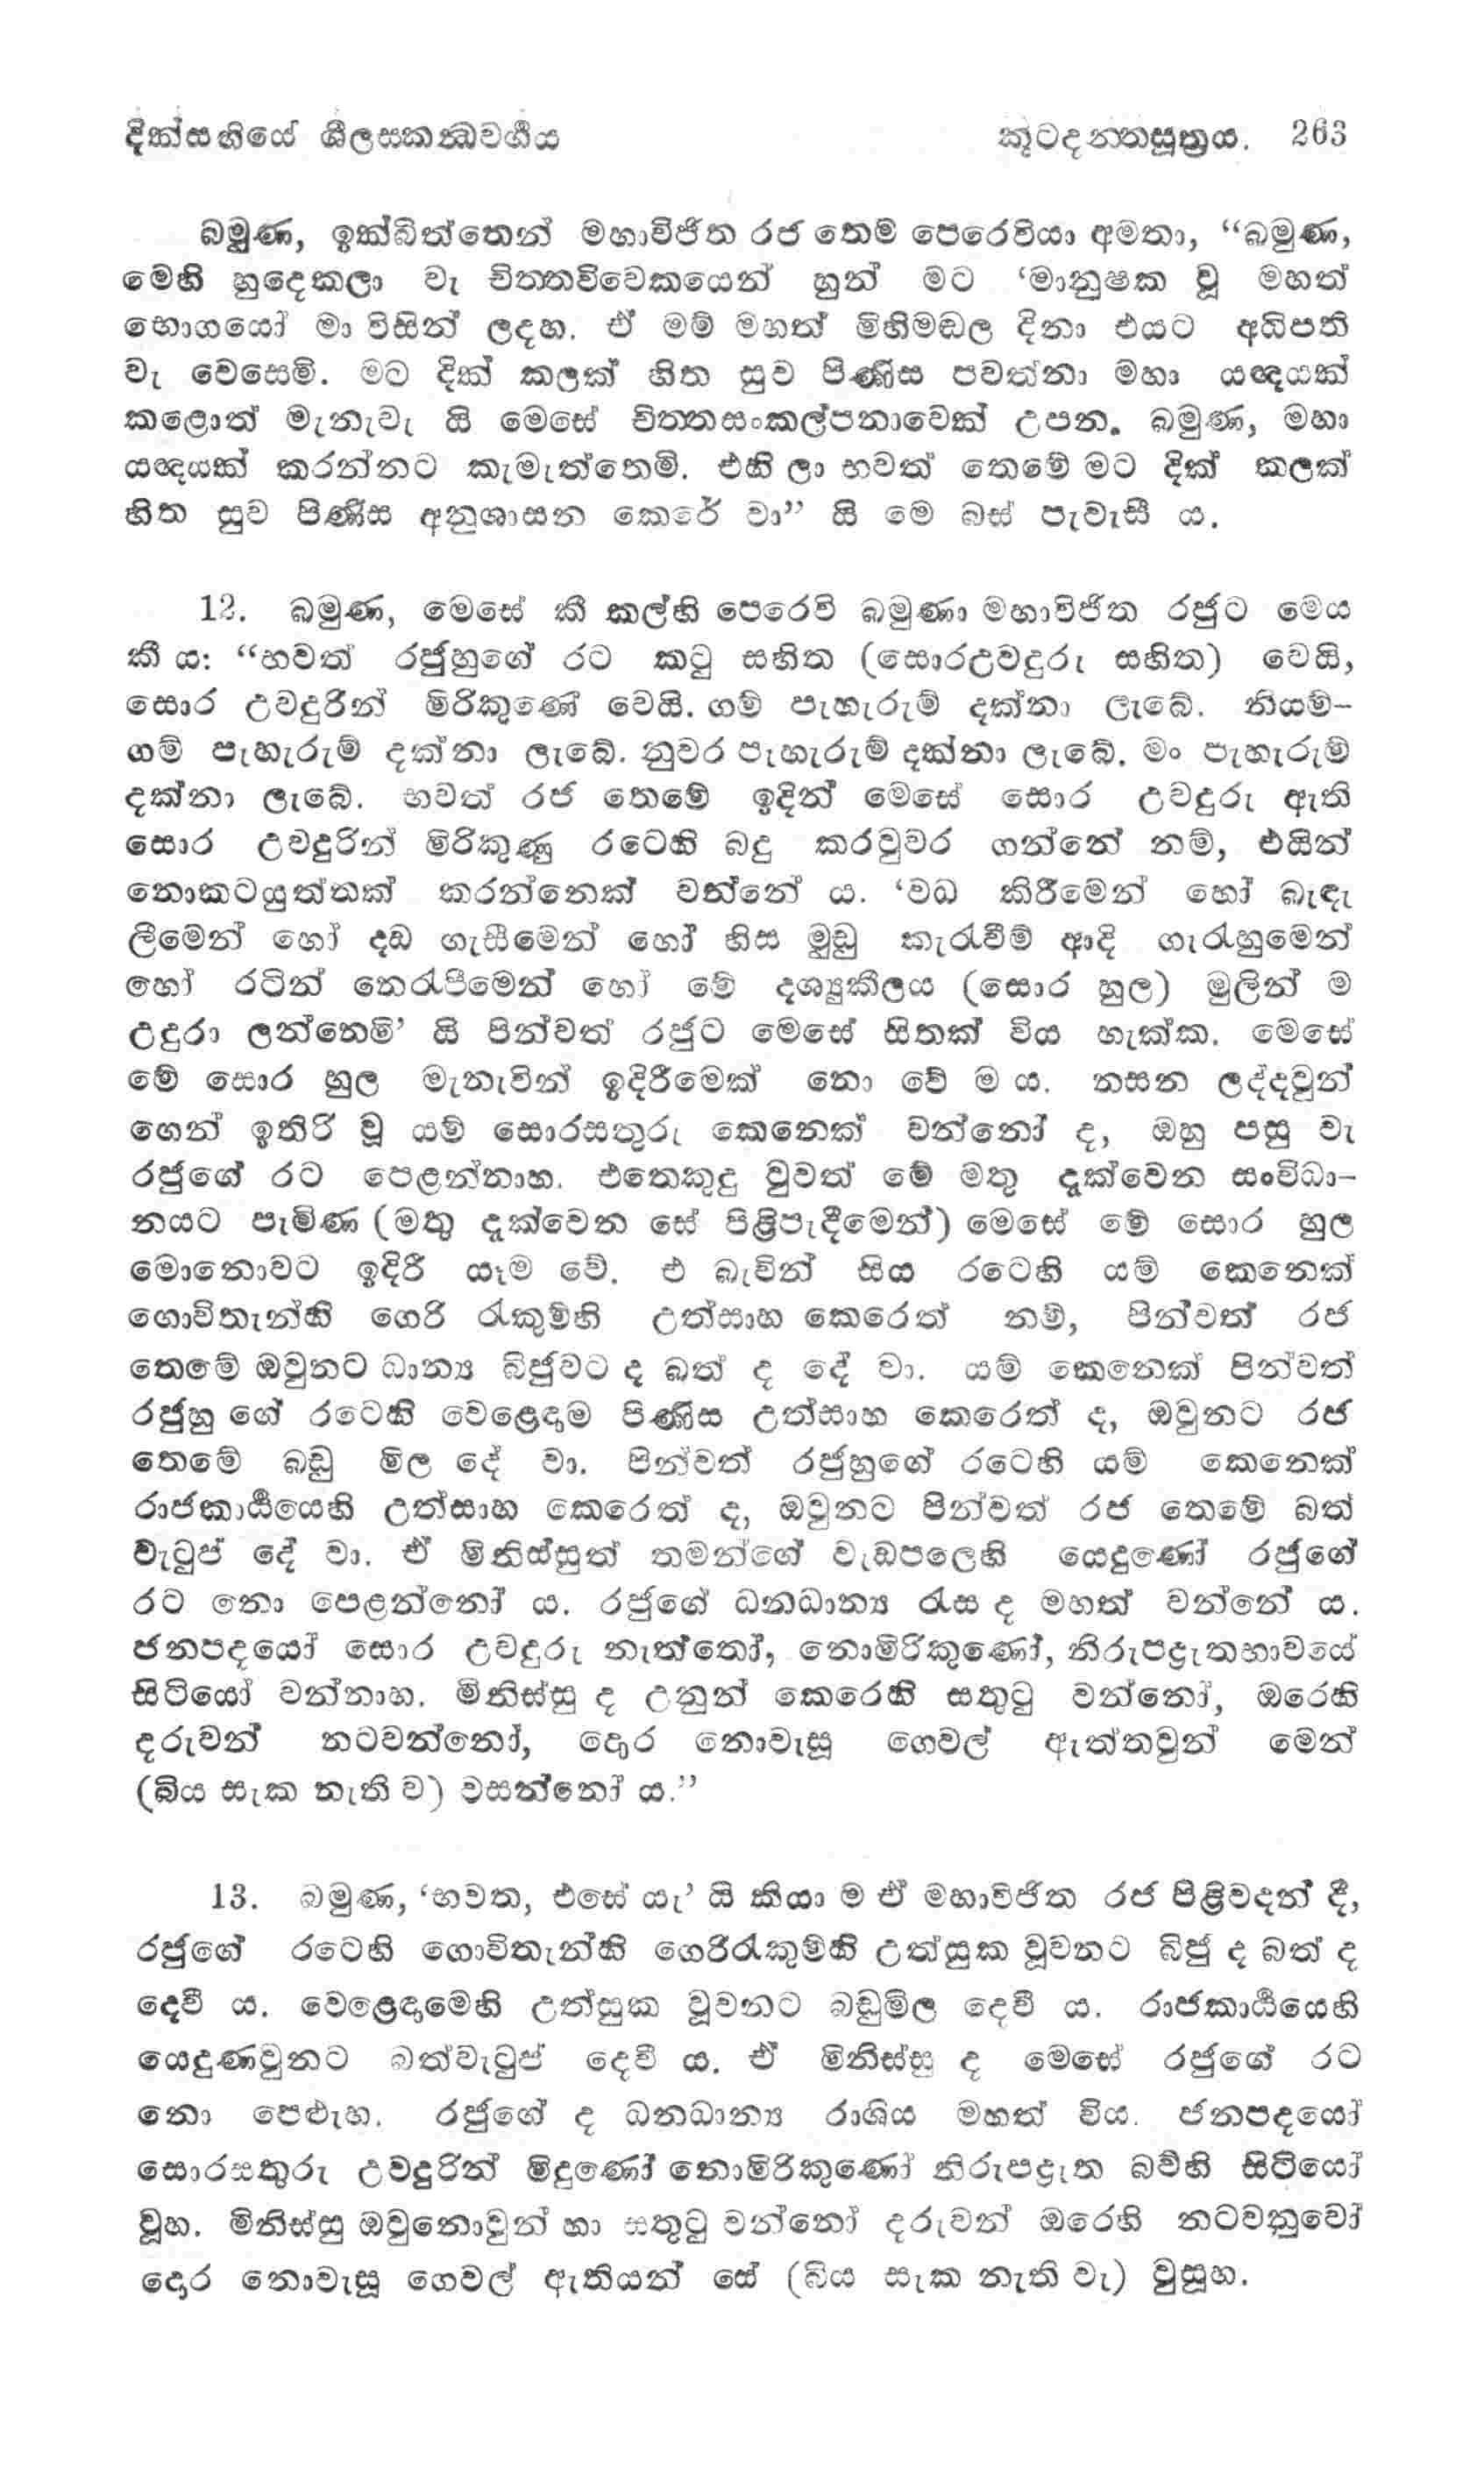 දික්සඟියේ ශීලස‍කන්‍ධවර්‍ගය කූටදන්තසූත්‍රය. 263
බමුණ, ඉක්බිත්තෙන් මහාවිජිත රජ තෙම් පෙරෙවියා අමතා, “බමුණ,
මෙහි හුදෙකලා වැ චිත්තවිවෙකයෙන් හුන් මට ‘මානුෂක වූ මහත්
භොගයෝ මා විසින් ලදහ. ඒ මම් මහත් මිහිමඬල දිනා එයට අධිපති
වැ වෙසෙමි. මට දික් කලක් හිත සුව පිණිස පවත්නා මහා යඥයක්
කළොත් මැනැවැ යි මෙසේ චිත්තසංකල්පනාවෙක් උපන. බමුණ, මහා
යඥයක් කරන්නට කැමැත්තෙමි. එහි ලා භවත් තෙමේ මට දික් කලක්
හිත සුව පිණිස අනුශාසන කෙරේ වා” යි මෙ බස් පැවැසී ය.
12. බමුණ, මෙසේ කී කල්හි පෙරෙවි බමුණා මහාවිජිත රජුට මෙය
කී ය: “භවත් රජුහුගේ රට කටු සහිත (සොරඋවදුරු සහිත) වෙයි,
සොර උවදුරින් මිරිකුණේ වෙයි. ගම් පැහැරුම් දක්නා ලැබේ. නියම්-
ගම් පැහැරුම් දක්නා ලැබේ. නුවර පැහැරුම් දක්නා ලැබේ. මං පැහැරුම්
දක්නා ලැබේ. භවත් රජ තෙමේ ඉදින් මෙසේ සොර උවදුරු ඇති
සොර උවදුරින් මිරිකුණු රටෙහි බදු කරවුවර ගන්නේ නම්, එයින්
නොකටයුත්තක් කරන්නෙක් වන්නේ ය. ‘වධ කිරීමෙන් හෝ බැඳැ
ලීමෙන් හෝ දඬ ගැසීමෙන් හෝ හිස මුඩු කැරැවීම් ආදි ගැරැහුමෙන්
හෝ රටින් නෙරැපීමෙන් හෝ මේ දශ්‍යුකීලය (සොර හුල) මුලින් ම
උදුරා ලන්නෙමි’ යි පින්වත් රජුට මෙසේ සිතක් විය හැක්ක. මෙසේ
මේ සොර හුල මැනැවින් ඉදිරීමෙක් නො වේ ම ය. නසන ලද්දවුන්
ගෙන් ඉතිරි වූ යම් සොරසතුරු කෙනෙක් වන්නෝ ද, ඔහු පසු වැ
රජුගේ රට පෙළන්නාහ. එතෙකුදු වුවත් මේ මතු දැක්වෙන සංවිධා-
නයට පැමිණ (මතු දැක්වෙන සේ පිළිපැදීමෙන්) මෙසේ මේ සොර හුල
මොනොවට ඉදිරී යෑම වේ. එ බැවින් සිය රටෙහි යම් කෙනෙක්
ගොවිතැන්හි ගෙරි රැකුම්හි උත්සාහ කෙරෙත් නම්, පින්වත් රජ
තෙමේ ඔවුනට ධාන්‍ය බිජුවට ද බත් ද දේ වා. යම් කෙනෙක් පින්වත්
රජුහු ගේ රටෙහි වෙළෙඳාම පිණිස උත්සාහ කෙරෙත් ද, ඔවුනට රජ
තෙමේ බඩු මිල දේ වා. පින්වත් රජුහුගේ රටෙහි යම් කෙනෙක්
රාජකාර්‍ය්‍යයෙහි උත්සාහ කෙරෙත් ද, ඔවුනට පින්වත් රජ තෙමේ බත්
වැටුප් දේ වා. ඒ මිනිස්සුත් තමන්ගේ වැඩපලෙහි යෙදුණෝ රජුගේ
රට නො පෙළන්නෝ ය. රජුගේ ධනධාන්‍ය රැස ද මහත් වන්නේ ය.
ජනපදයෝ සොර උවදුරු නැත්තෝ, නොමිරිකුණෝ, නිරුපද්‍රැතභාවයේ
සිටියෝ වන්නාහ. මිනිස්සු ද උනුන් කෙරෙහි සතුටු වන්නෝ, ඔරෙහි
දරුවන් නටවන්නෝ, දොර නොවැසූ ගෙවල් ඇත්තවුන් මෙන්
(බිය සැක නැති ව) වසන්නෝ ය.”
13. බමුණ, ‘භවත, එසේ යැ’ යි කියා ම ඒ මහාවිජිත රජ පිළිවදන් දී,
රජුගේ රටෙහි ගොවිතැන්හි ගෙරිරැකුම්හි උත්සුක වූවනට බිජු ද බත් ද
දෙවී ය. වෙළෙඳාමෙහි උත්සුක වූවනට බඩුමිල දෙවී ය. රාජකාර්‍ය්‍යයෙහි
යෙදුණවුනට බත්වැටුප් දෙවී ය. ඒ මිනිස්සු ද මෙසේ රජුගේ රට
නො පෙළූහ. රජුගේ ද ධනධාන්‍ය රාශිය මහත් විය. ජනපදයෝ
සොරසතුරු උවදුරින් මිදුණෝ නොමිරිකුණෝ නිරුපද්‍රැත බව්හි සිටියෝ
වූහ. මිනිස්සු ඔවුනොවුන් හා සතුටු වන්නෝ දරුවන් ඔරෙහි නටවනුවෝ
දොර නොවැසූ ගෙවල් ඇතියන් සේ (බිය සැක නැති වැ) වුසූහ.